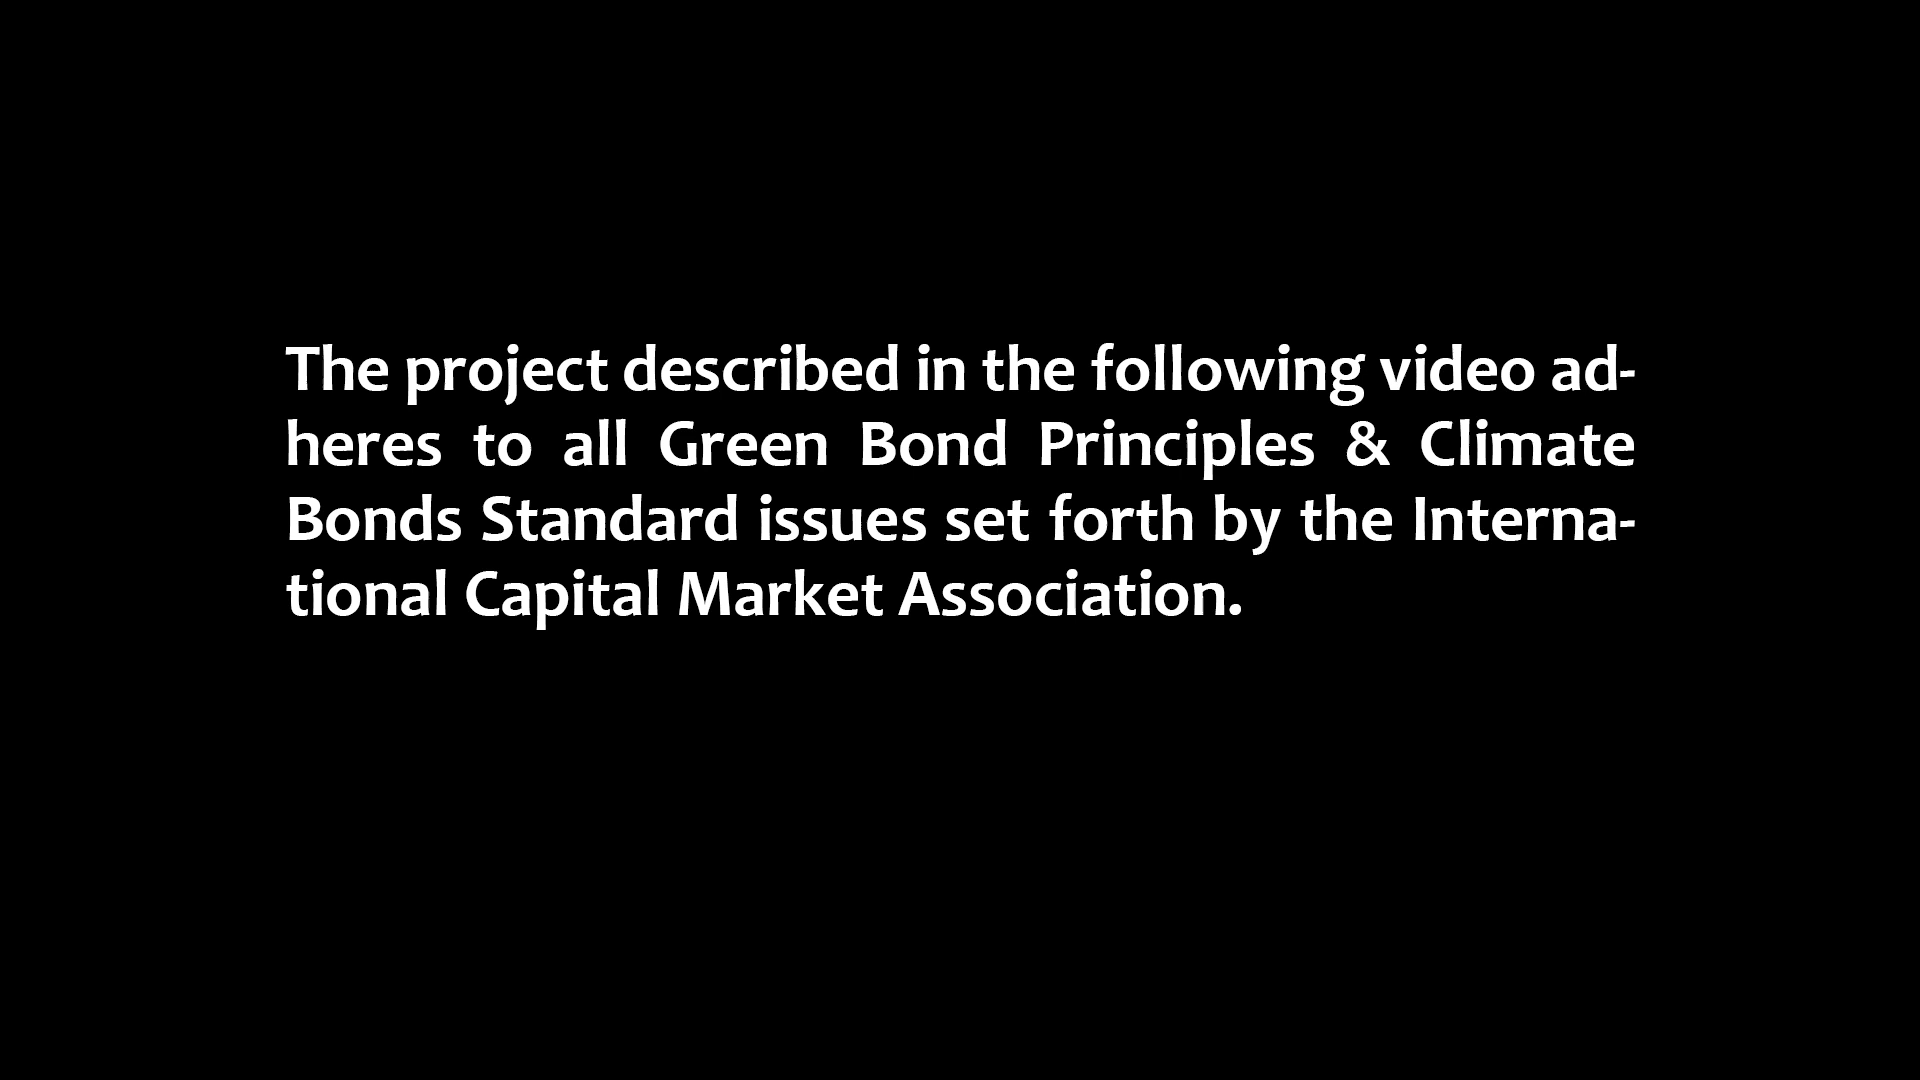 The project described in the following video ad-
heres to all Green Bond Principles & Climate
Bonds Standard issues set forth by the Interna-
tional Capital Market Association.